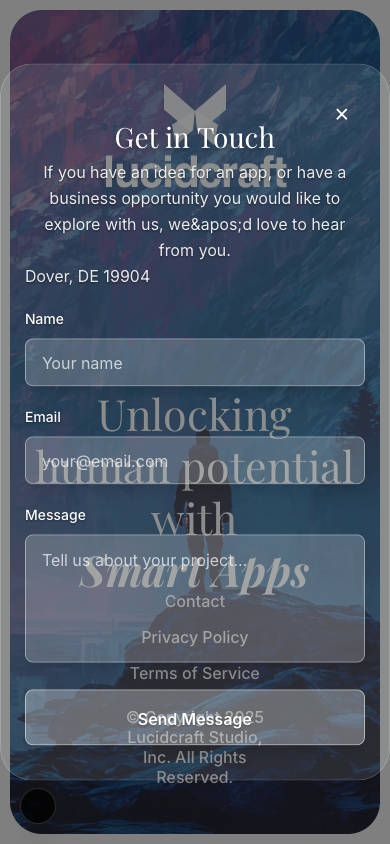 ×
Get in Touch
lucidcraft
If you have an idea for an app, or have a
business opportunity you would like to
explore with us, we&apos;d love to hear
from you.
Dover, DE 19904
Name
Your name
Unlocking
Email
human potential
your@email.com
with
Message
Tell us about your project...
Smart Apps
Contact
Privacy Policy
Terms of Service
Send Message
© Copyright 2025
Lucidcraft Studio,
Inc. All Rights
Reserved.